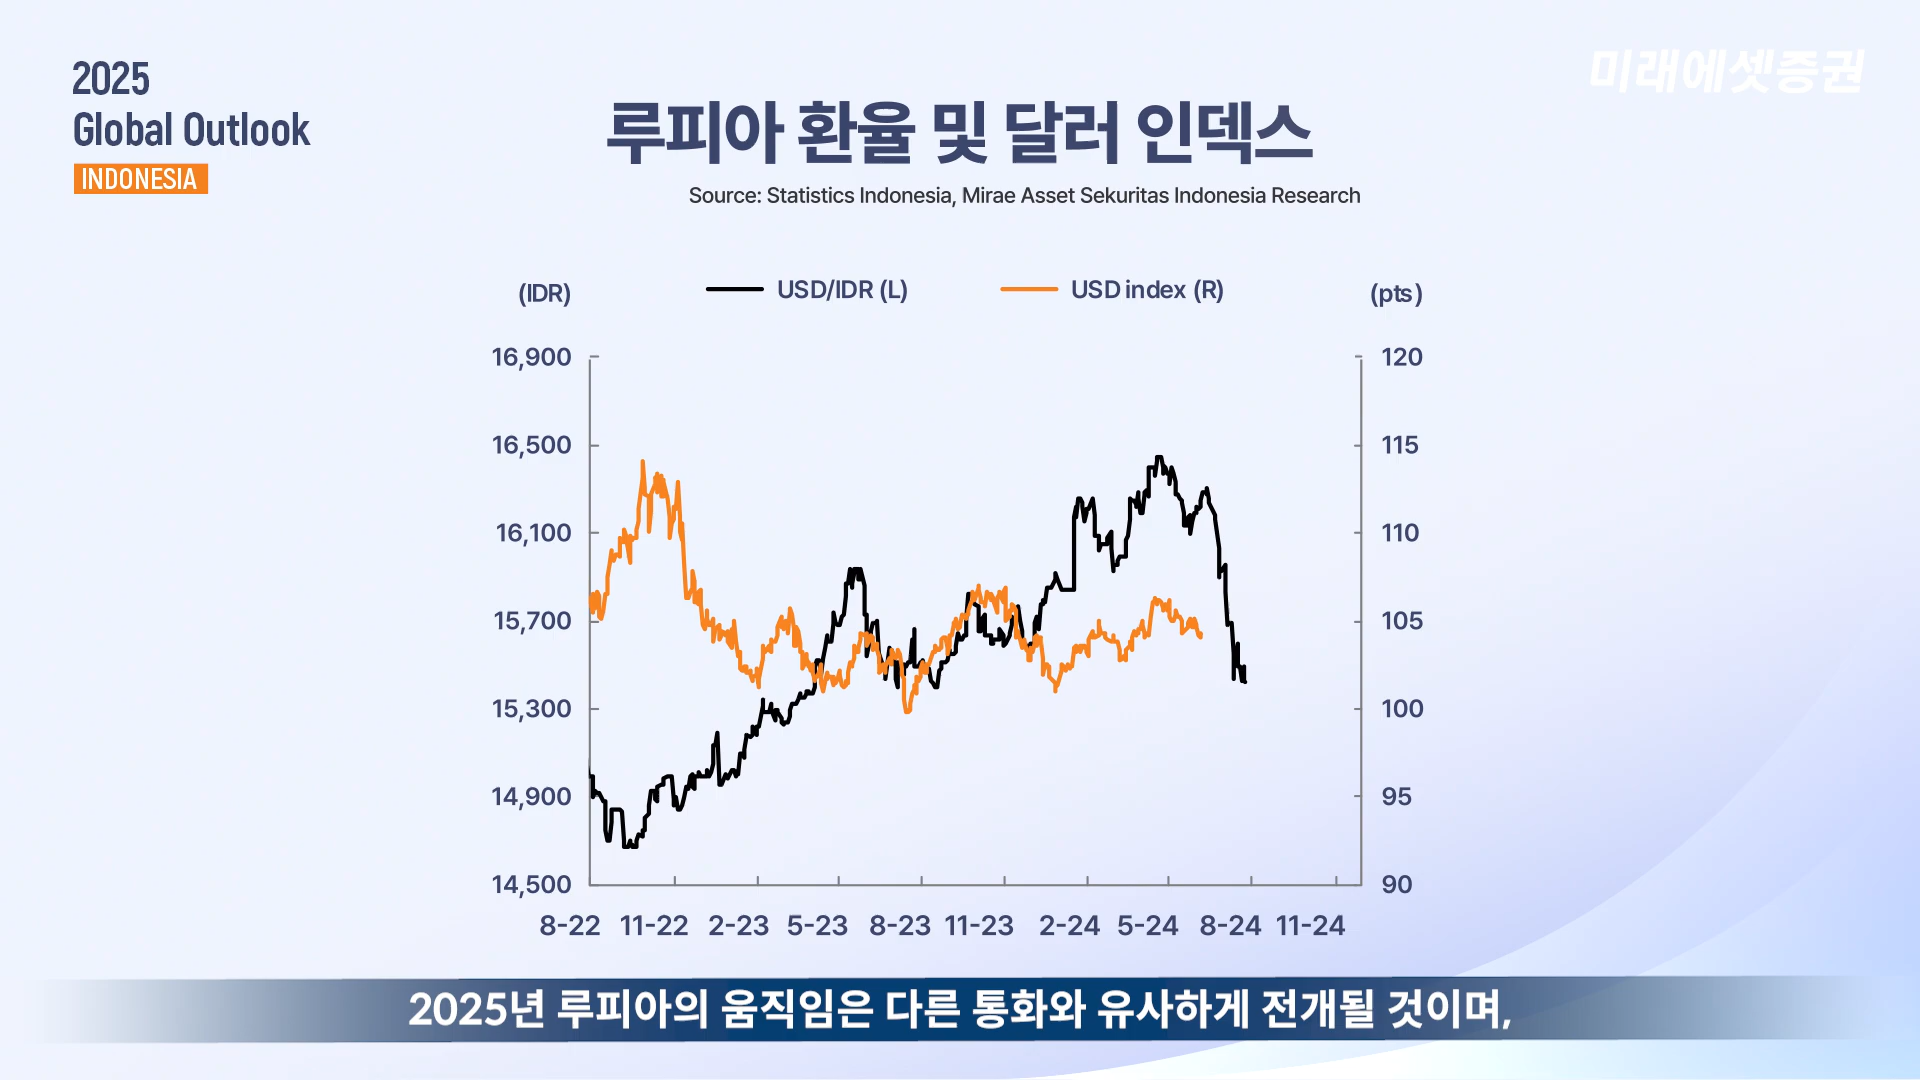 2025
Global Outlook
INDONESIA
미래에셋증권
루피아 환율 및 달러 인덱스
Source: Statistics Indonesia, Mirae Asset Sekuritas Indonesia Research
(IDR)
USD/IDR (L)
USD index (R)
(pts)
16,900
16,500
16,100
15,700
15,300
14,900
14,500
120
115
110
105
100
95
90
8-22 11-22 2-23 5-23 8-23 11-23 2-24 5-24 8-24 11-24
2025년 루피아의 움직임은 다른 통화와 유사하게 전개될 것이며,